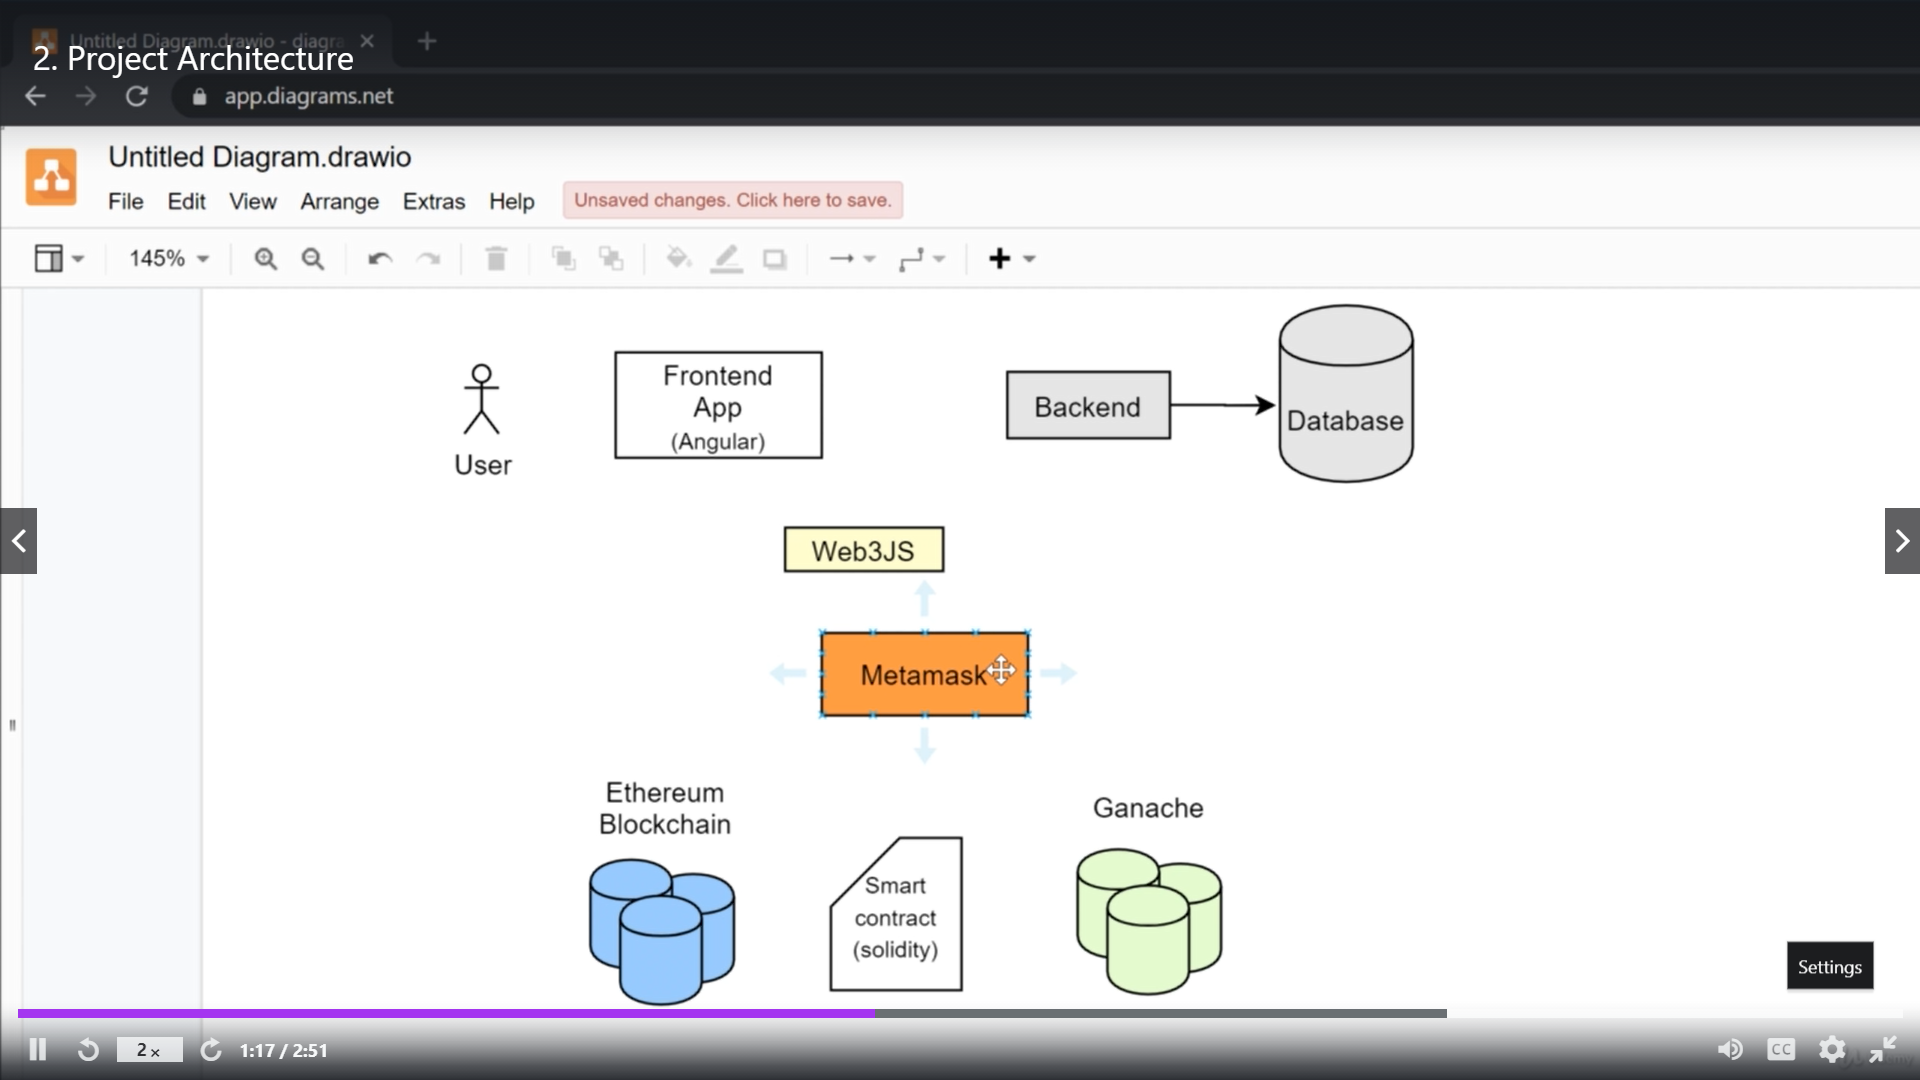 Untitled Diagram.drawio - diagra
2. Project Architecture
app.diagrams.net
Untitled Diagram.drawio
File Edit View Arrange Extras Help Unsaved changes. Click here to save.
145%
Frontend
App
(Angular)
User
Backend
Database
Web3JS
Metamask
Ethereum
Blockchain
Ganache
Smart
contract
(solidity)
Settings
2 x
1:17 / 2:51
CC